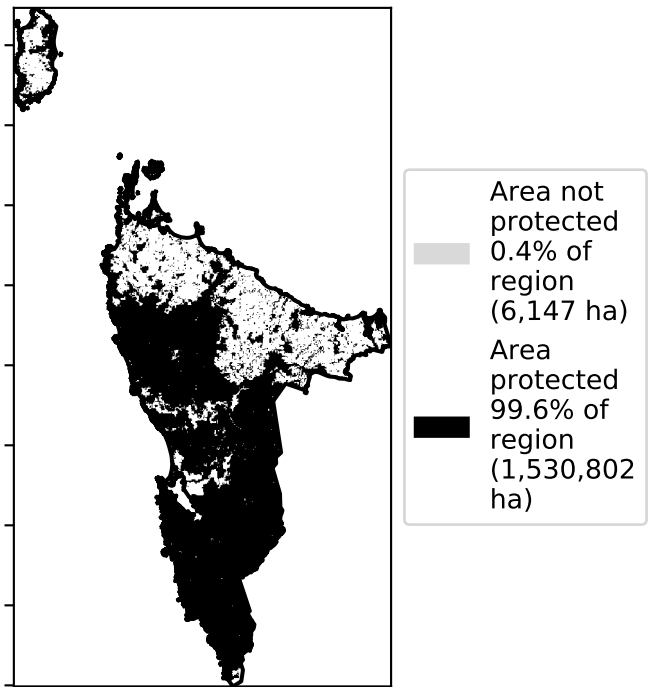 Area not
protected
0.4% of
region
(6,147 ha)
Area
protected
99.6% of
region
(1,530,802
ha)